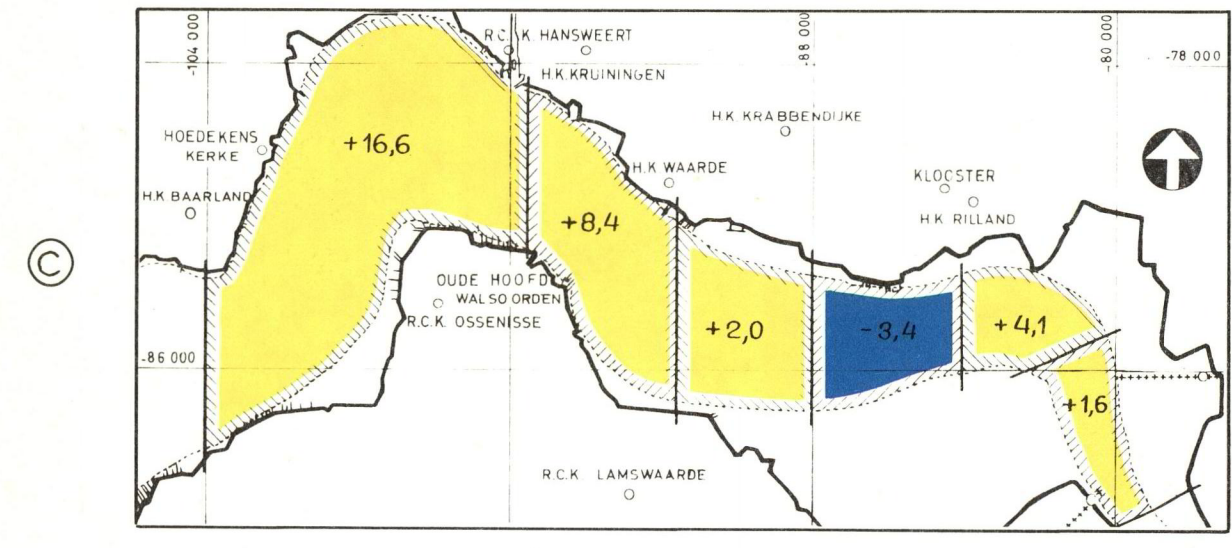 -104 000
R.C.K. HANSWEERT
-88 000
-80 000
-78 000
H.K. KRUININGEN
H.K. KRABBENDIJKE
+16,6
HOEDEKENS
KERKE
H.K. WAARDE
KLOOSTER
H.K BAARLAND
H.K RILLAND
+8,4
C
OUDE HOOFD
WALSOORDEN
R.C.K. OSSENISSE
+2,0
-3,4
+4,1
-86 000
+1,6
R.C.K. LAMSWAARDE